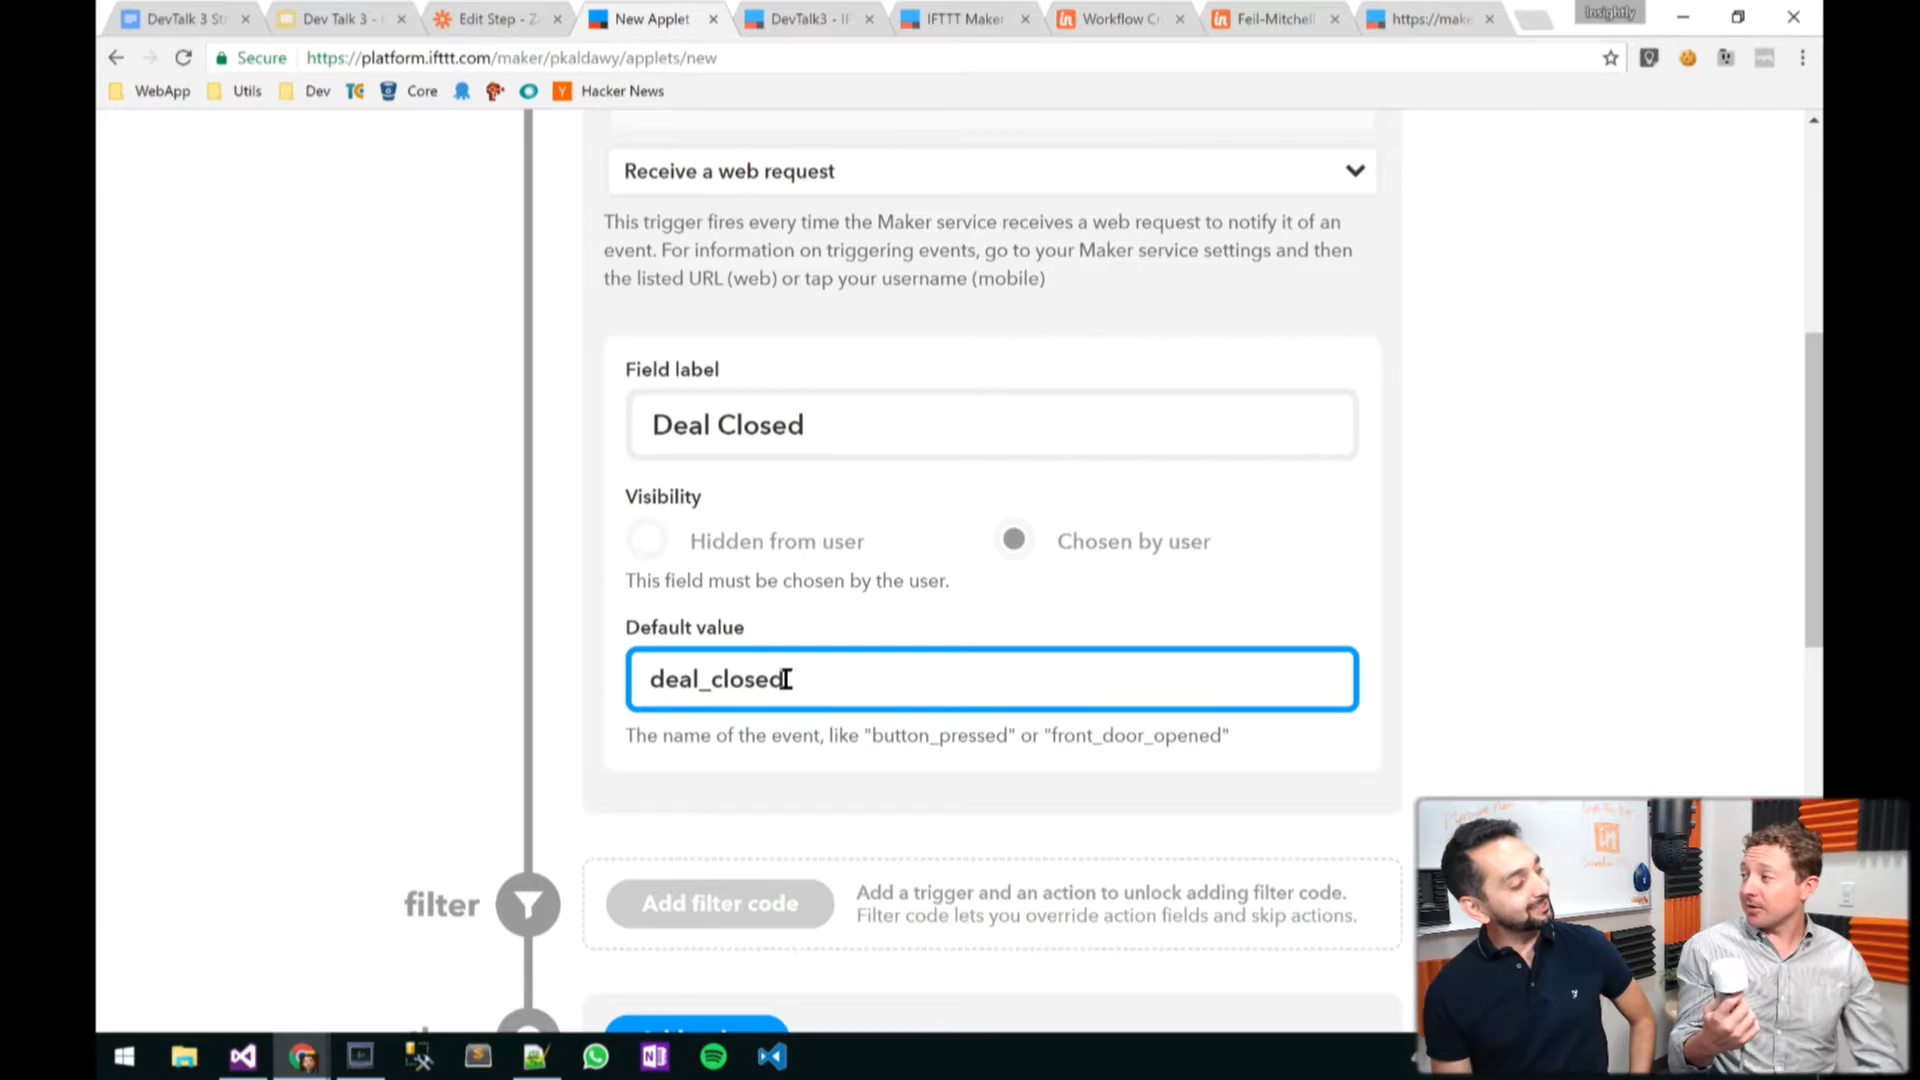 DevTalk 3 St
Dev Talk 3 -
Edit Step - Z
New Applet
DevTalk3 - IF
IFTTT Maker
Workflow Cr
Feil-Mitchell
https://make
Insightly
Secure
https://platform.ifttt.com/maker/pkaldawy/applets/new
WebApp
Utils
Dev
Core
Hacker News
Receive a web request
This trigger fires every time the Maker service receives a web request to notify it of an
event. For information on triggering events, go to your Maker service settings and then
the listed URL (web) or tap your username (mobile)
Field label
Deal Closed
Visibility
Hidden from user
Chosen by user
This field must be chosen by the user.
Default value
deal_closed
The name of the event, like "button_pressed" or "front_door_opened"
filter
Add filter code
Add a trigger and an action to unlock adding filter code.
Filter code lets you override action fields and skip actions.
in